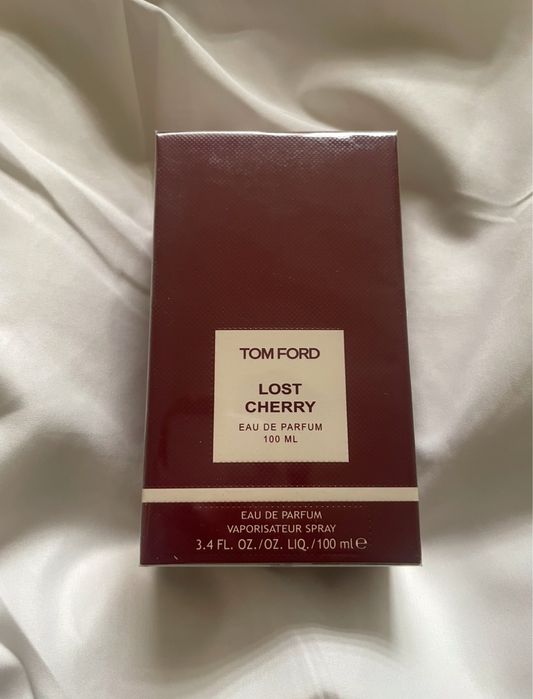 TOM FORD
LOST
CHERRY
EAU DE PARFUM
100 ML
EAU DE PARFUM
VAPORISATEUR SPRAY
3.4 FL. OZ./OZ. LIQ./100 ml℮